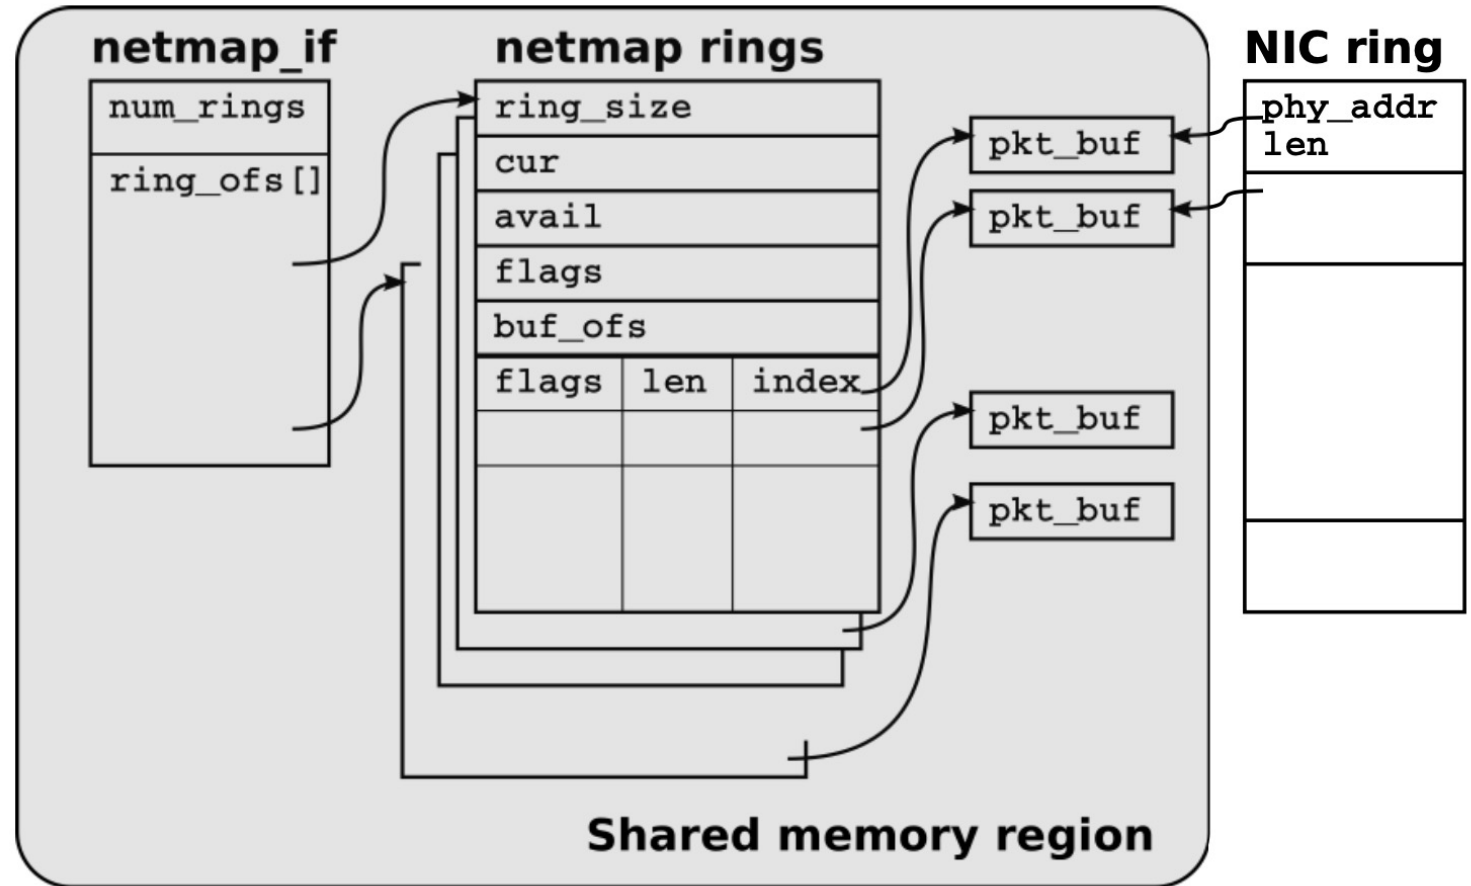 netmap_if
num_rings
ring_ofs[]
netmap rings
ring_size
cur
avail
flags
buf_ofs
flags len index
pkt_buf
pkt_buf
pkt_buf
pkt_buf
NIC ring
phy_addr
len
Shared memory region